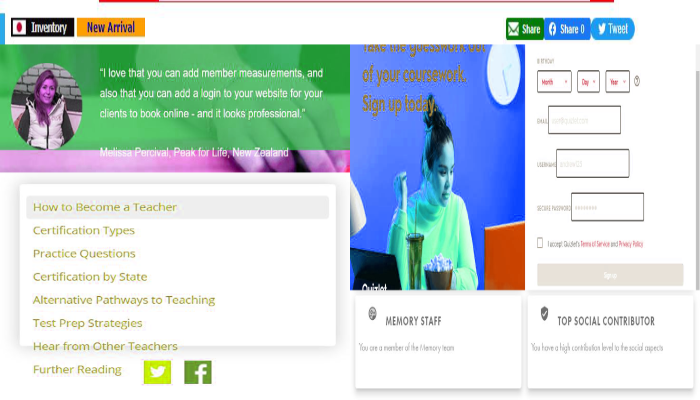 Inventory
New Arrival
Share
Share 0
Tweet
"I love that you can add member measurements, and
also that you can add a login to your website for your
clients to book online - and it looks professional."
Melissa Percival, Peak for Life, New Zealand
How to Become a Teacher
Certification Types
Practice Questions
Certification by State
Alternative Pathways to Teaching
Test Prep Strategies
Hear from Other Teachers
Further Reading
Take the guesswork out
of your coursework.
Sign up today.
Quizlet
BIRTHDAY
Month
Day
Year
EMAIL
USERNAME
SECURE PASSWORD
I accept Quizlet's Terms of Service and Privacy Policy
Sign up
MEMORY STAFF
You are a member of the Memory team
TOP SOCIAL CONTRIBUTOR
You have a high contribution level to the social aspects